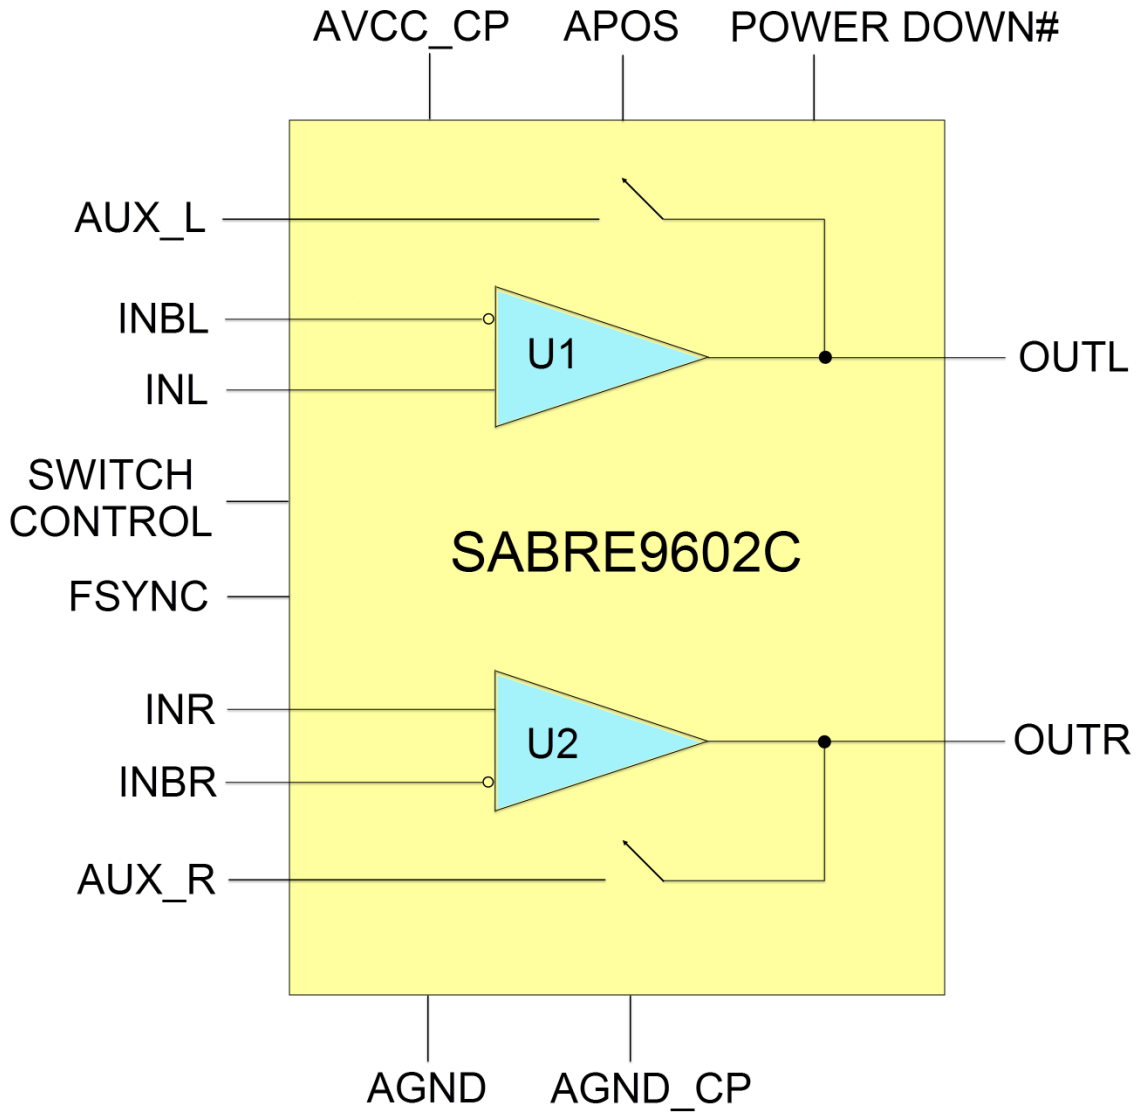 AVCC_CP APOS POWER DOWN#
AUX_L
INBL
U1
OUTL
INL
SWITCH
CONTROL
SABRE9602C
FSYNC
INR
U2
OUTR
INBR
AUX_R
AGND AGND_CP